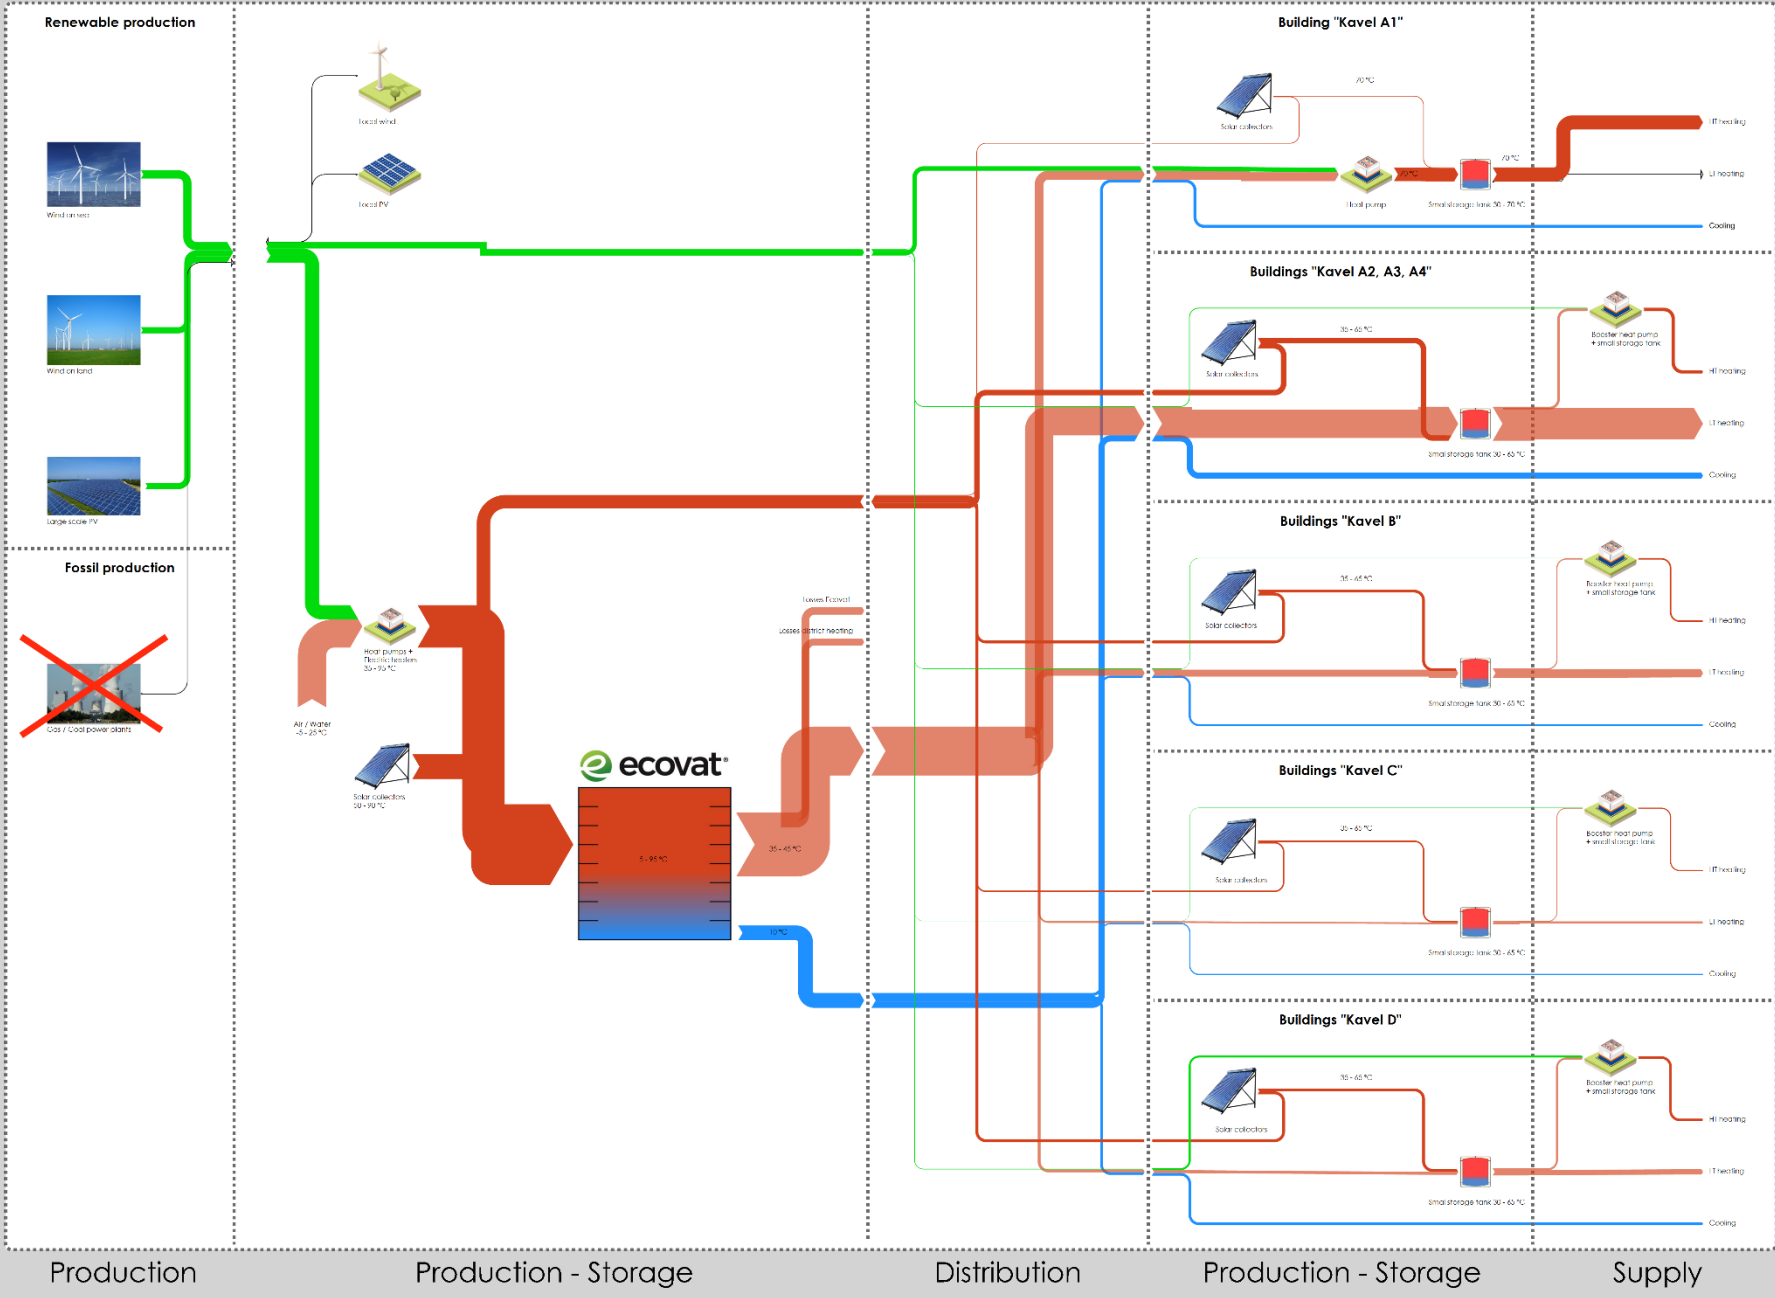 Renewable production
Wind on sea
Wind on land
Large scale PV
Fossil production
Gas / Coal power plants
Local wind
Local PV
Heat pumps +
Electric heaters
35 - 95 °C
Air / Water
-5 - 25 °C
Solar collectors
50 - 90 °C
ecovat®
5 - 95 °C
Losses Ecovat
Losses district heating
35 - 45 °C
10 °C
Building "Kavel A1"
Solar collectors
70 °C
Heat pump
70 °C
Small storage tank 30 - 70 °C
70 °C
HT heating
LT heating
Cooling
Buildings "Kavel A2, A3, A4"
Solar collectors
35 - 65 °C
Small storage tank 30 - 65 °C
Booster heat pump
+ small storage tank
HT heating
LT heating
Cooling
Buildings "Kavel B"
Solar collectors
35 - 65 °C
Small storage tank 30 - 65 °C
Booster heat pump
+ small storage tank
HT heating
LT heating
Cooling
Buildings "Kavel C"
Solar collectors
35 - 65 °C
Small storage tank 30 - 65 °C
Booster heat pump
+ small storage tank
HT heating
LT heating
Cooling
Buildings "Kavel D"
Solar collectors
35 - 65 °C
Small storage tank 30 - 65 °C
Booster heat pump
+ small storage tank
HT heating
LT heating
Cooling
Production
Production - Storage
Distribution
Production - Storage
Supply